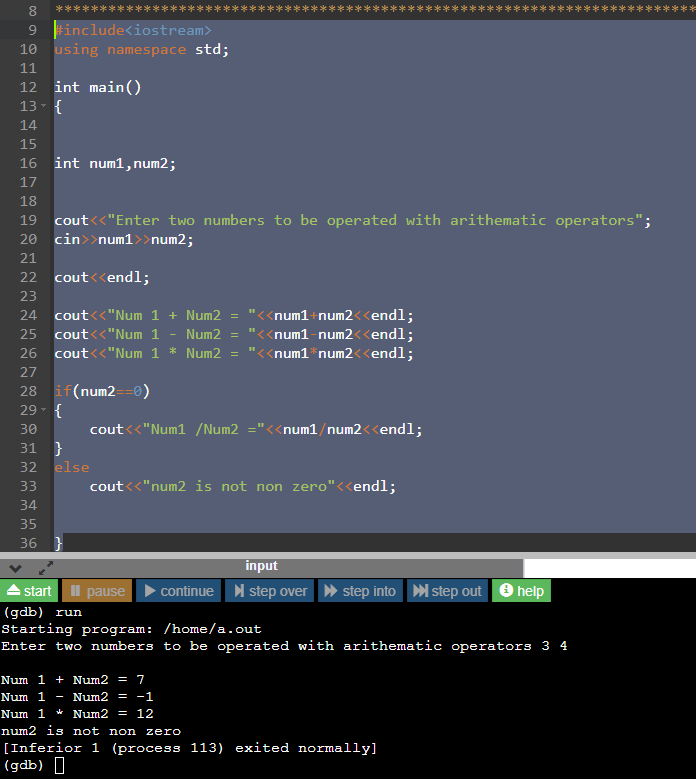 8 **************************************************************************
9 #include<iostream>
10 using namespace std;
11
12 int main()
13 {
14
15
16 int num1,num2;
17
18
19 cout<<"Enter two numbers to be operated with arithematic operators";
20 cin>>num1>>num2;
21
22 cout<<endl;
23
24 cout<<"Num 1 + Num2 = "<<num1+num2<<endl;
25 cout<<"Num 1 - Num2 = "<<num1-num2<<endl;
26 cout<<"Num 1 * Num2 = "<<num1*num2<<endl;
27
28 if(num2==0)
29 {
30     cout<<"Num1 /Num2 ="<<num1/num2<<endl;
31 }
32 else
33     cout<<"num2 is not non zero"<<endl;
34
35
36 }
input
start pause continue step over step into step out help
(gdb) run
Starting program: /home/a.out
Enter two numbers to be operated with arithematic operators 3 4

Num 1 + Num2 = 7
Num 1 - Num2 = -1
Num 1 * Num2 = 12
num2 is not non zero
[Inferior 1 (process 113) exited normally]
(gdb)